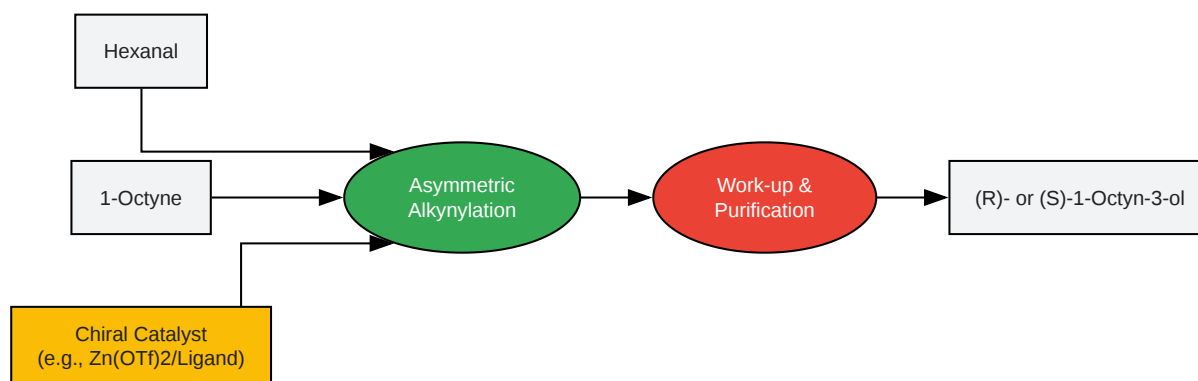 Hexanal
1-Octyne
Chiral Catalyst
(e.g., Zn(OTf)2/Ligand)
Asymmetric
Alkynylation
Work-up &
Purification
(R)- or (S)-1-Octyn-3-ol